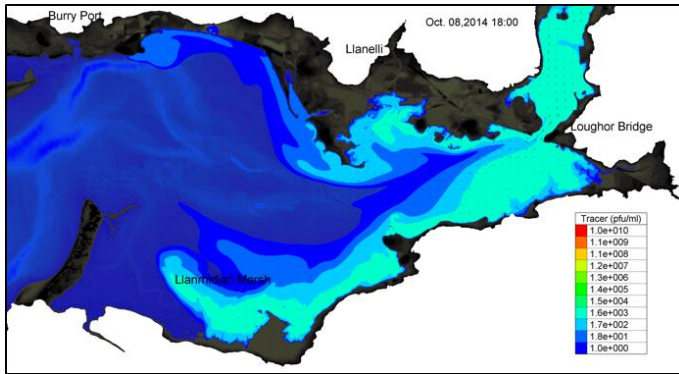 Burry Port
Oct. 08,2014 18:00
Llanelli
Loughor Bridge
Llanrhidian Marsh
Tracer (pfu/ml)
1.0e+010
1.1e+009
1.1e+008
1.2e+007
1.3e+006
1.4e+005
1.5e+004
1.6e+003
1.7e+002
1.8e+001
1.0e+000